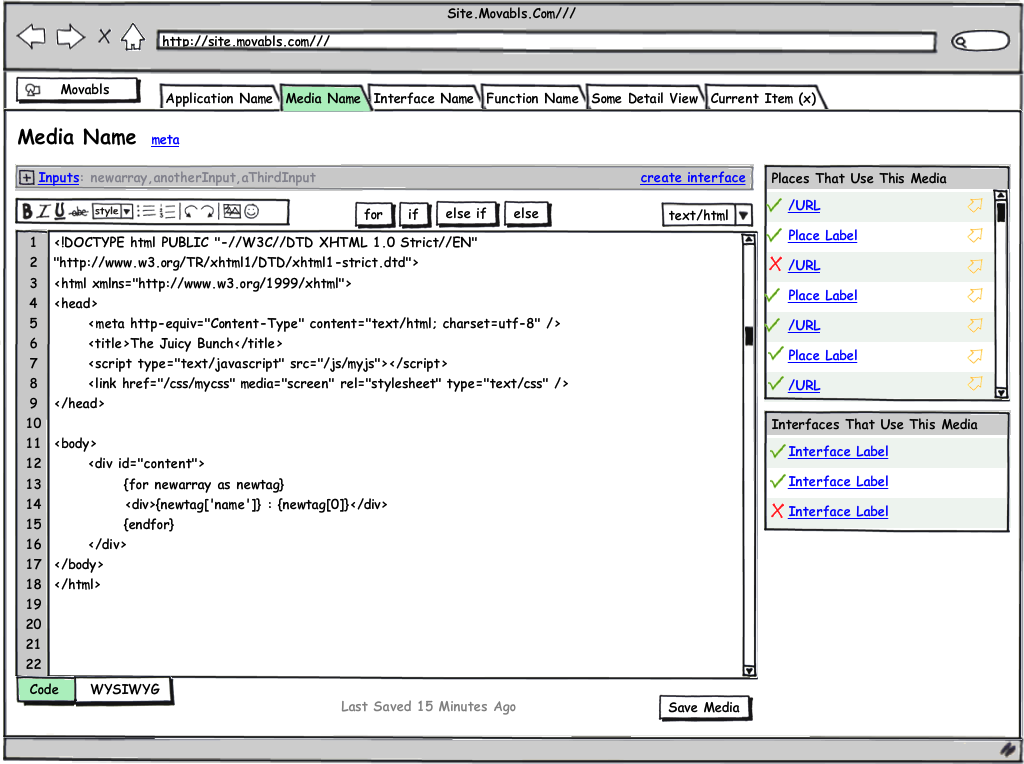 Site.Movabls.Com///
http://site.movabls.com///
Movabls
Application Name
Media Name
Interface Name
Function Name
Some Detail View
Current Item (x)
Media Name meta
+ Inputs: newarray,anotherInput,aThirdInput create interface
B I U abc style
for
if
else if
else
text/html
1 <!DOCTYPE html PUBLIC "-//W3C//DTD XHTML 1.0 Strict//EN"
2 "http://www.w3.org/TR/xhtml1/DTD/xhtml1-strict.dtd">
3 <html xmlns="http://www.w3.org/1999/xhtml">
4 <head>
5 <meta http-equiv="Content-Type" content="text/html; charset=utf-8" />
6 <title>The Juicy Bunch</title>
7 <script type="text/javascript" src="/js/myjs"></script>
8 <link href="/css/mycss" media="screen" rel="stylesheet" type="text/css" />
9 </head>
10
11 <body>
12 <div id="content">
13 {for newarray as newtag}
14 <div>{newtag['name']} : {newtag[0]}</div>
15 {endfor}
16 </div>
17 </body>
18 </html>
19
20
21
22
Code
WYSIWYG
Last Saved 15 Minutes Ago
Save Media
Places That Use This Media
/URL
Place Label
/URL
Place Label
/URL
Place Label
/URL
Interfaces That Use This Media
Interface Label
Interface Label
Interface Label